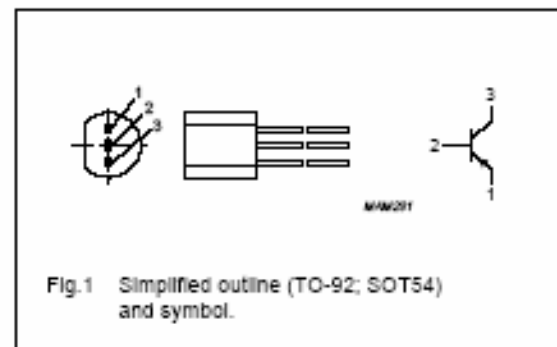 1
2
3
3
2
1
MAM281
Fig.1 Simplified outline (TO-92; SOT54)
and symbol.